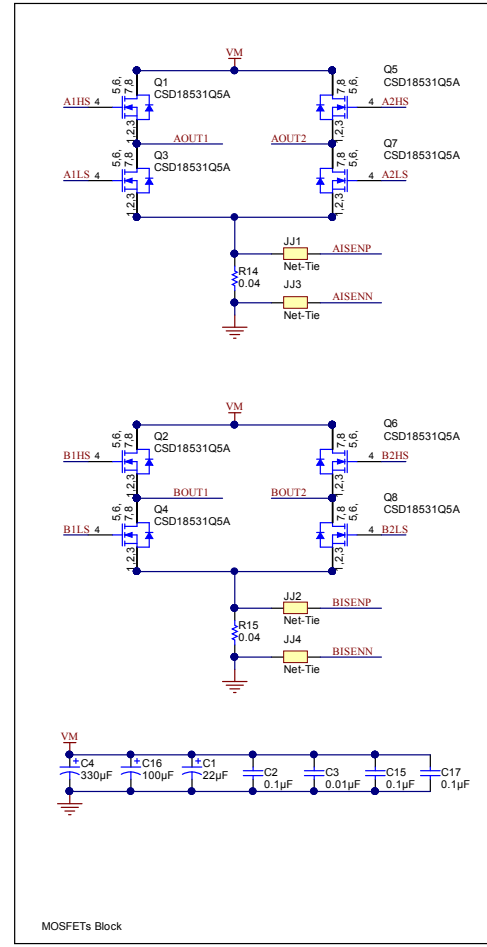 VM
Q1
CSD18531Q5A
Q5
CSD18531Q5A
A1HS 4
5,6,
7,8
1,2,3
5,6,
7,8
1,2,3
4 A2HS
AOUT1
AOUT2
Q3
CSD18531Q5A
Q7
CSD18531Q5A
A1LS 4
5,6,
7,8
1,2,3
5,6,
7,8
1,2,3
4 A2LS
JJ1
AISENP
Net-Tie
R14
0.04
JJ3
AISENN
Net-Tie
VM
Q2
CSD18531Q5A
Q6
CSD18531Q5A
B1HS 4
5,6,
7,8
1,2,3
5,6,
7,8
1,2,3
4 B2HS
BOUT1
BOUT2
Q4
CSD18531Q5A
Q8
CSD18531Q5A
B1LS 4
5,6,
7,8
1,2,3
5,6,
7,8
1,2,3
4 B2LS
JJ2
BISENP
Net-Tie
R15
0.04
JJ4
BISENN
Net-Tie
VM
+ C4
330µF
+ C16
100µF
+ C1
22µF
C2
0.1µF
C3
0.01µF
C15
0.1µF
C17
0.1µF
MOSFETs Block